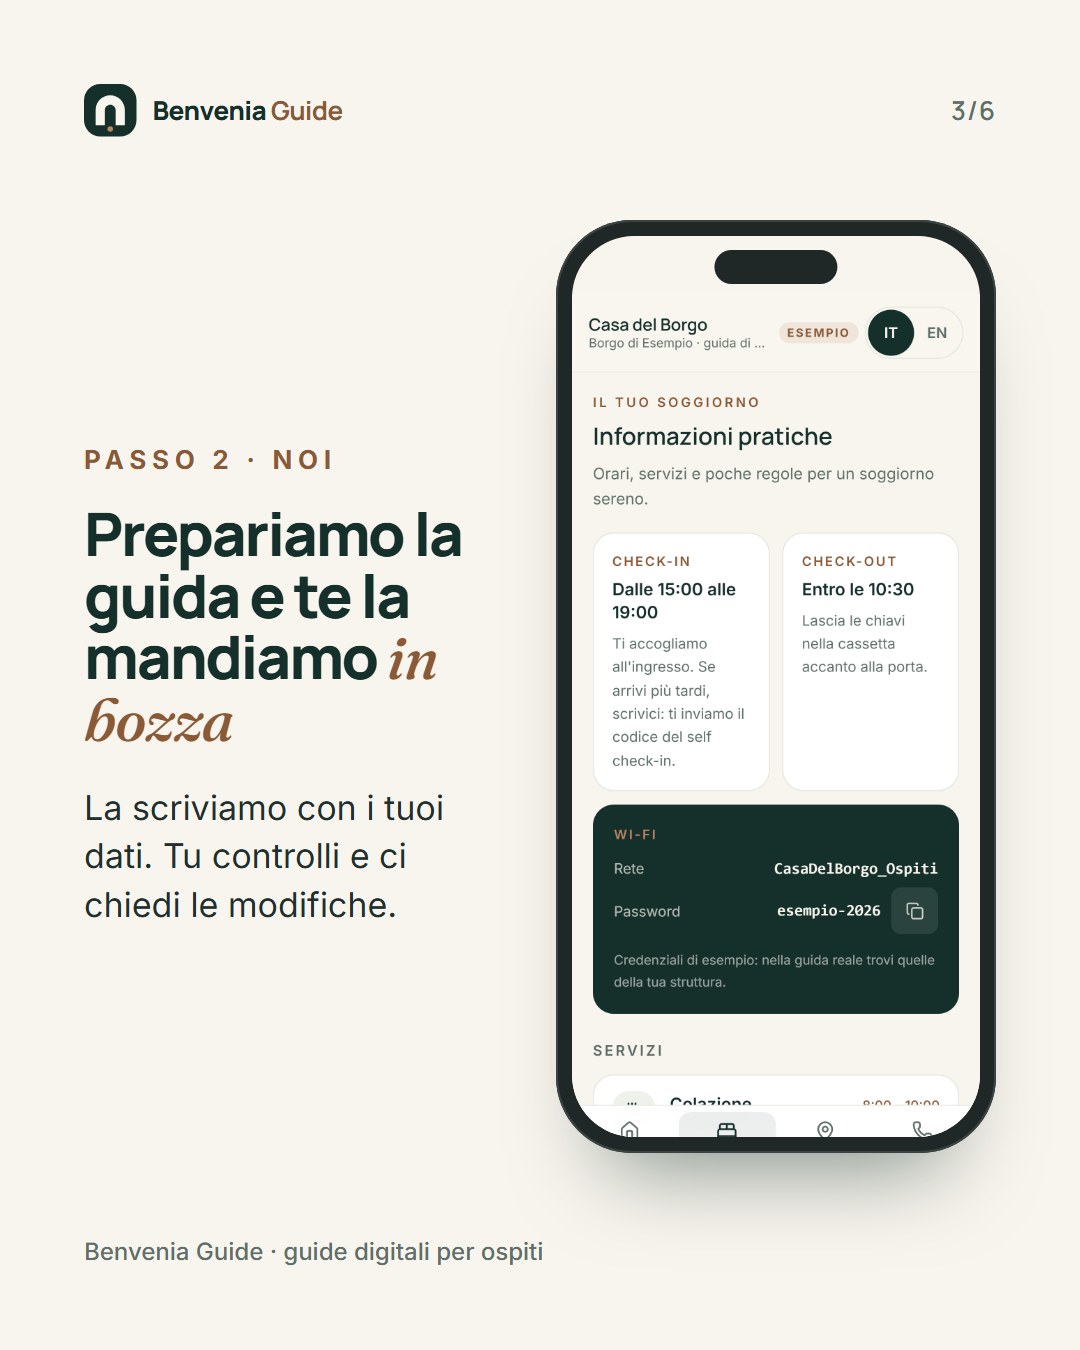 Benvenia Guide
3/6
PASSO 2 · NOI
Prepariamo la
guida e te la
mandiamo in
bozza
La scriviamo con i tuoi
dati. Tu controlli e ci
chiedi le modifiche.
Casa del Borgo
Borgo di Esempio · guida di ...
ESEMPIO
IT
EN
IL TUO SOGGIORNO
Informazioni pratiche
Orari, servizi e poche regole per un soggiorno
sereno.
CHECK-IN
Dalle 15:00 alle
19:00
Ti accogliamo
all'ingresso. Se
arrivi più tardi,
scrivici: ti inviamo il
codice del self
check-in.
CHECK-OUT
Entro le 10:30
Lascia le chiavi
nella cassetta
accanto alla porta.
WI-FI
Rete CasaDelBorgo_Ospiti
Password esempio-2026
Credenziali di esempio: nella guida reale trovi quelle
della tua struttura.
SERVIZI
Colazione 8:00 - 10:00
Benvenia Guide · guide digitali per ospiti